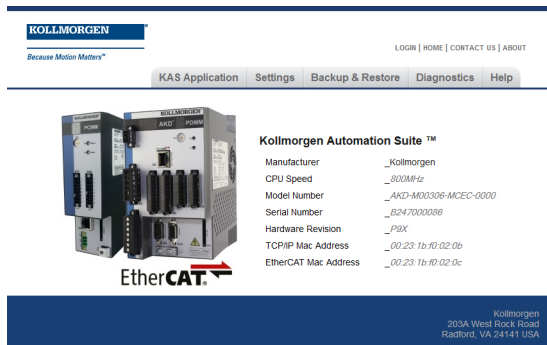 KOLLMORGEN
Because Motion Matters™
LOGIN | HOME | CONTACT US | ABOUT
KAS Application Settings Backup & Restore Diagnostics Help
KOLLMORGEN
PCMM
KOLLMORGEN
AKD PDMM
EtherCAT®
Kollmorgen Automation Suite ™
Manufacturer _Kollmorgen
CPU Speed _800MHz
Model Number _AKD-M00306-MCEC-0000
Serial Number _B247000086
Hardware Revision _P9X
TCP/IP Mac Address _00:23:1b:f0:02:0b
EtherCAT Mac Address _00:23:1b:f0:02:0c
Kollmorgen
203A West Rock Road
Radford, VA 24141 USA